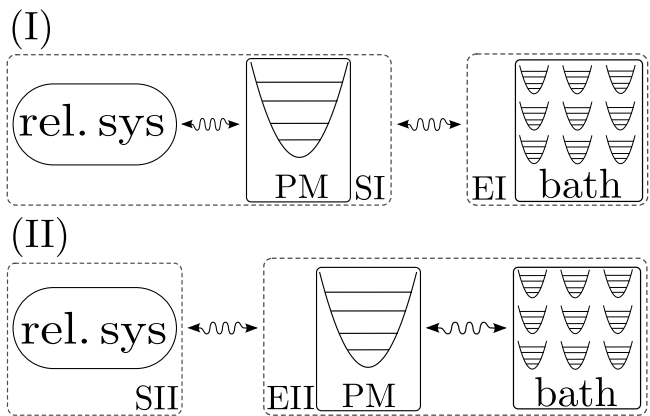 (I)
rel. sys
PM
SI
EI
bath
(II)
rel. sys
SII
EII
PM
bath